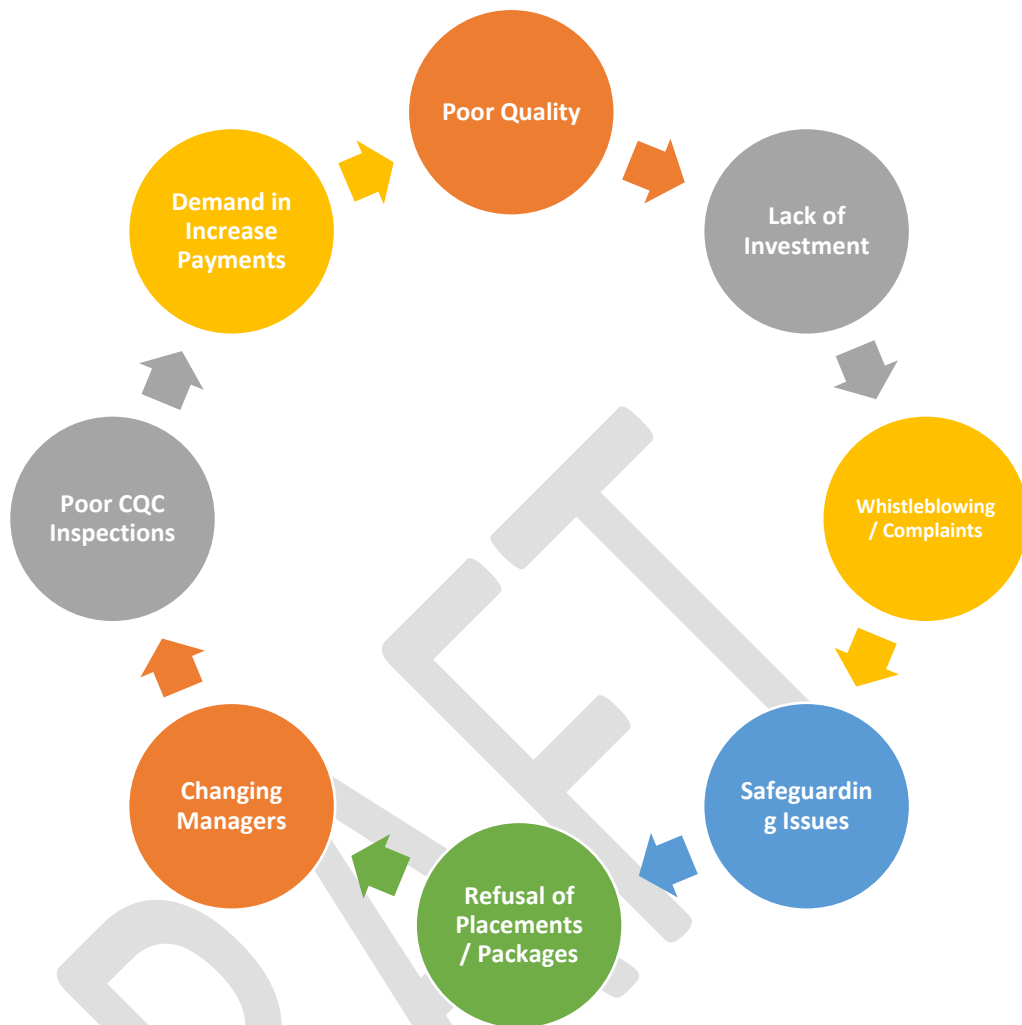 Poor Quality
Lack of
Investment
Whistleblowing
/ Complaints
Safeguardin
g Issues
Refusal of
Placements
/ Packages
Changing
Managers
Poor CQC
Inspections
Demand in
Increase
Payments
DRAFT